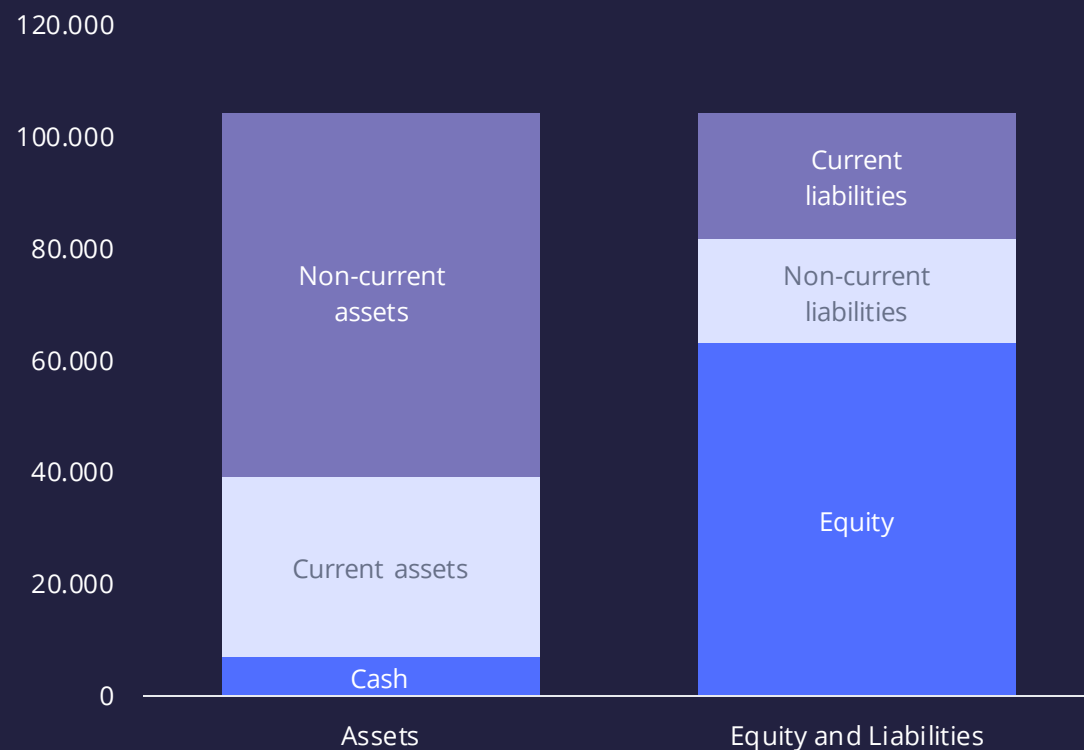 120.000
100.000
80.000
60.000
40.000
20.000
0
Non-current
assets
Current assets
Cash
Current
liabilities
Non-current
liabilities
Equity
Assets
Equity and Liabilities